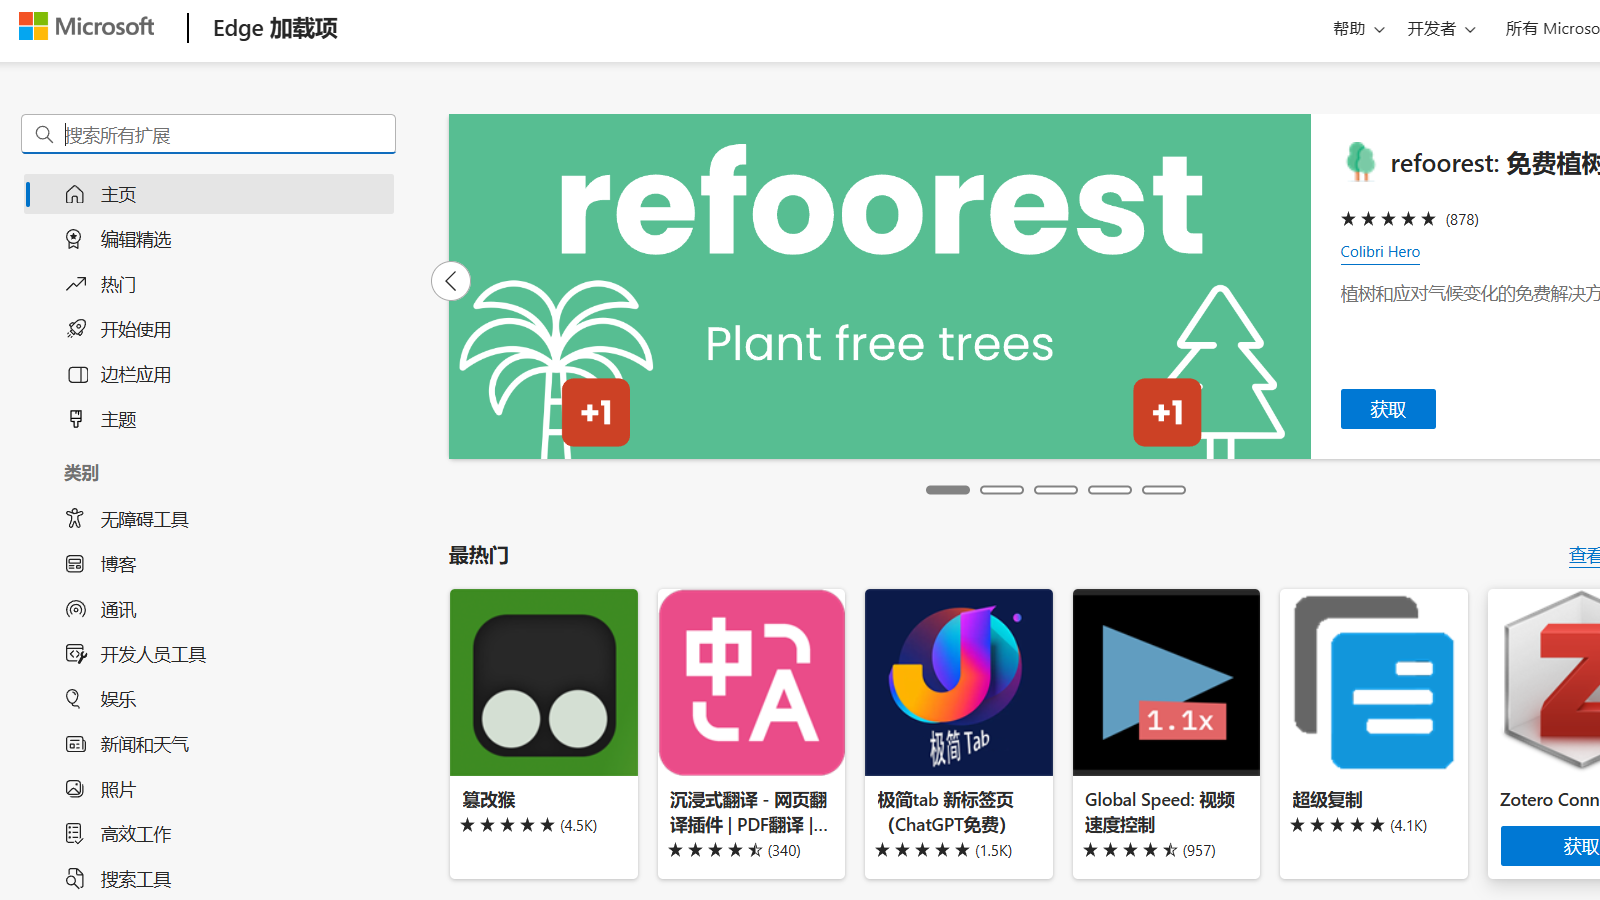 Microsoft
Edge 加载项
帮助
开发者
所有 Microso
搜索所有扩展
主页
编辑精选
热门
开始使用
边栏应用
主题
类别
无障碍工具
博客
通讯
开发人员工具
娱乐
新闻和天气
照片
高效工作
搜索工具
refoorest
Plant free trees
+1
+1
refoorest: 免费植树
(878)
Colibri Hero
植树和应对气候变化的免费解决方
获取
最热门
查看
中
A
极简 Tab
1.1x
Z
篡改猴
(4.5K)
沉浸式翻译 - 网页翻
译插件 | PDF翻译 |...
(340)
极简tab 新标签页
（ChatGPT免费）
(1.5K)
Global Speed: 视频
速度控制
(957)
超级复制
(4.1K)
Zotero Conn
获取